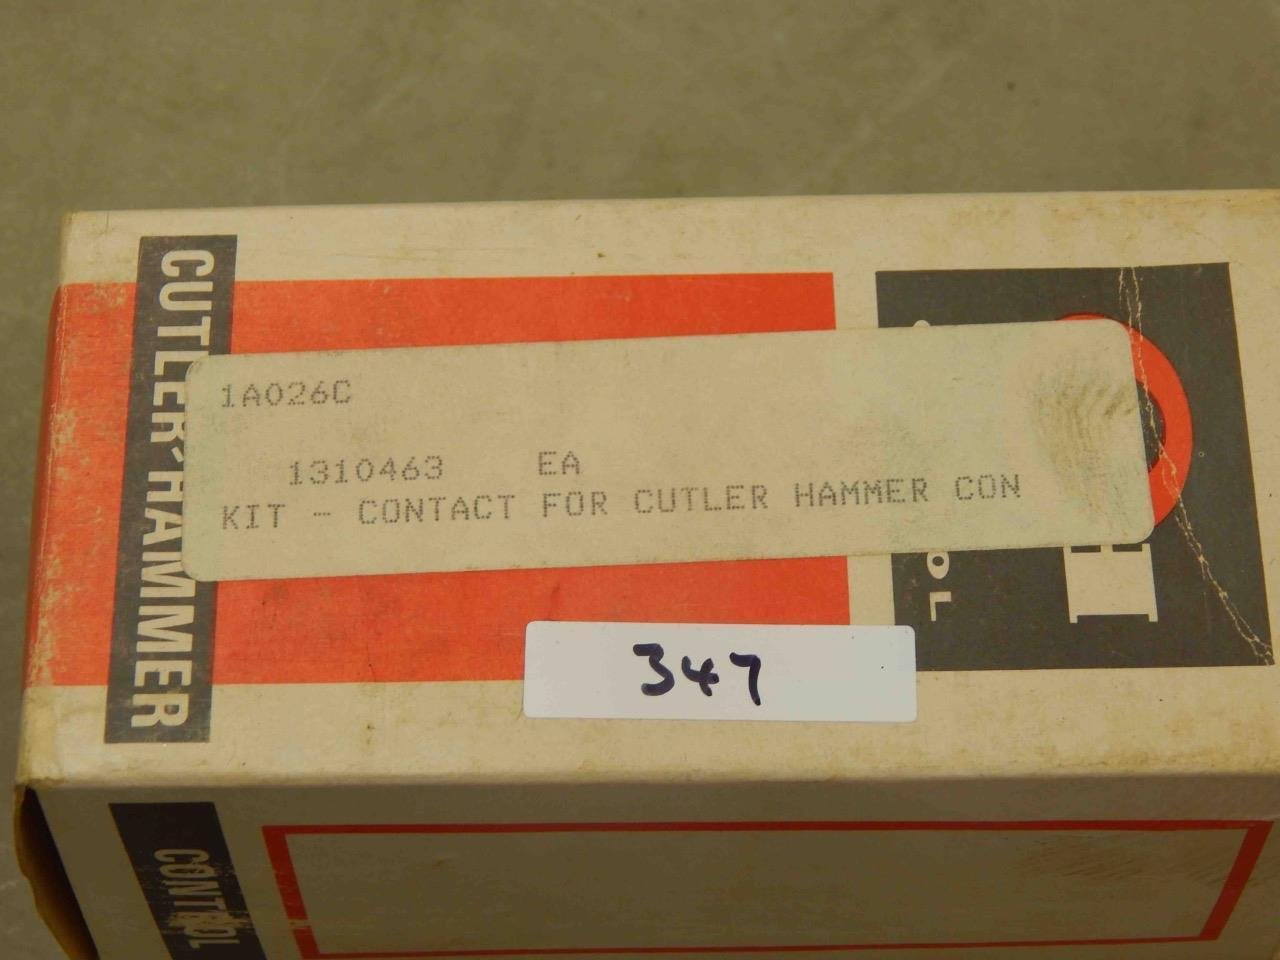 CUTLER-HAMMER
1A026C
1310463 EA
KIT - CONTACT FOR CUTLER HAMMER CON
347
CONTROL